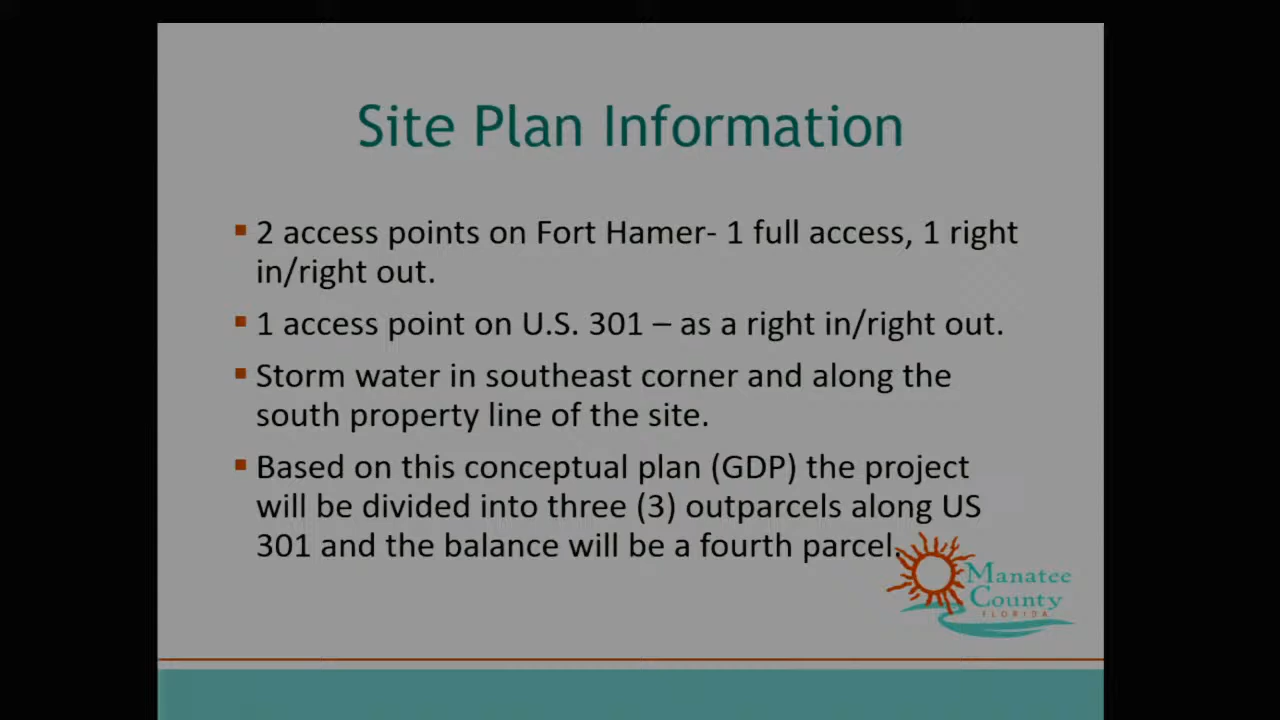 Site Plan Information
▪ 2 access points on Fort Hamer- 1 full access, 1 right
in/right out.
▪ 1 access point on U.S. 301 – as a right in/right out.
▪ Storm water in southeast corner and along the
south property line of the site.
▪ Based on this conceptual plan (GDP) the project
will be divided into three (3) outparcels along US
301 and the balance will be a fourth parcel.
Manatee
County
FLORIDA